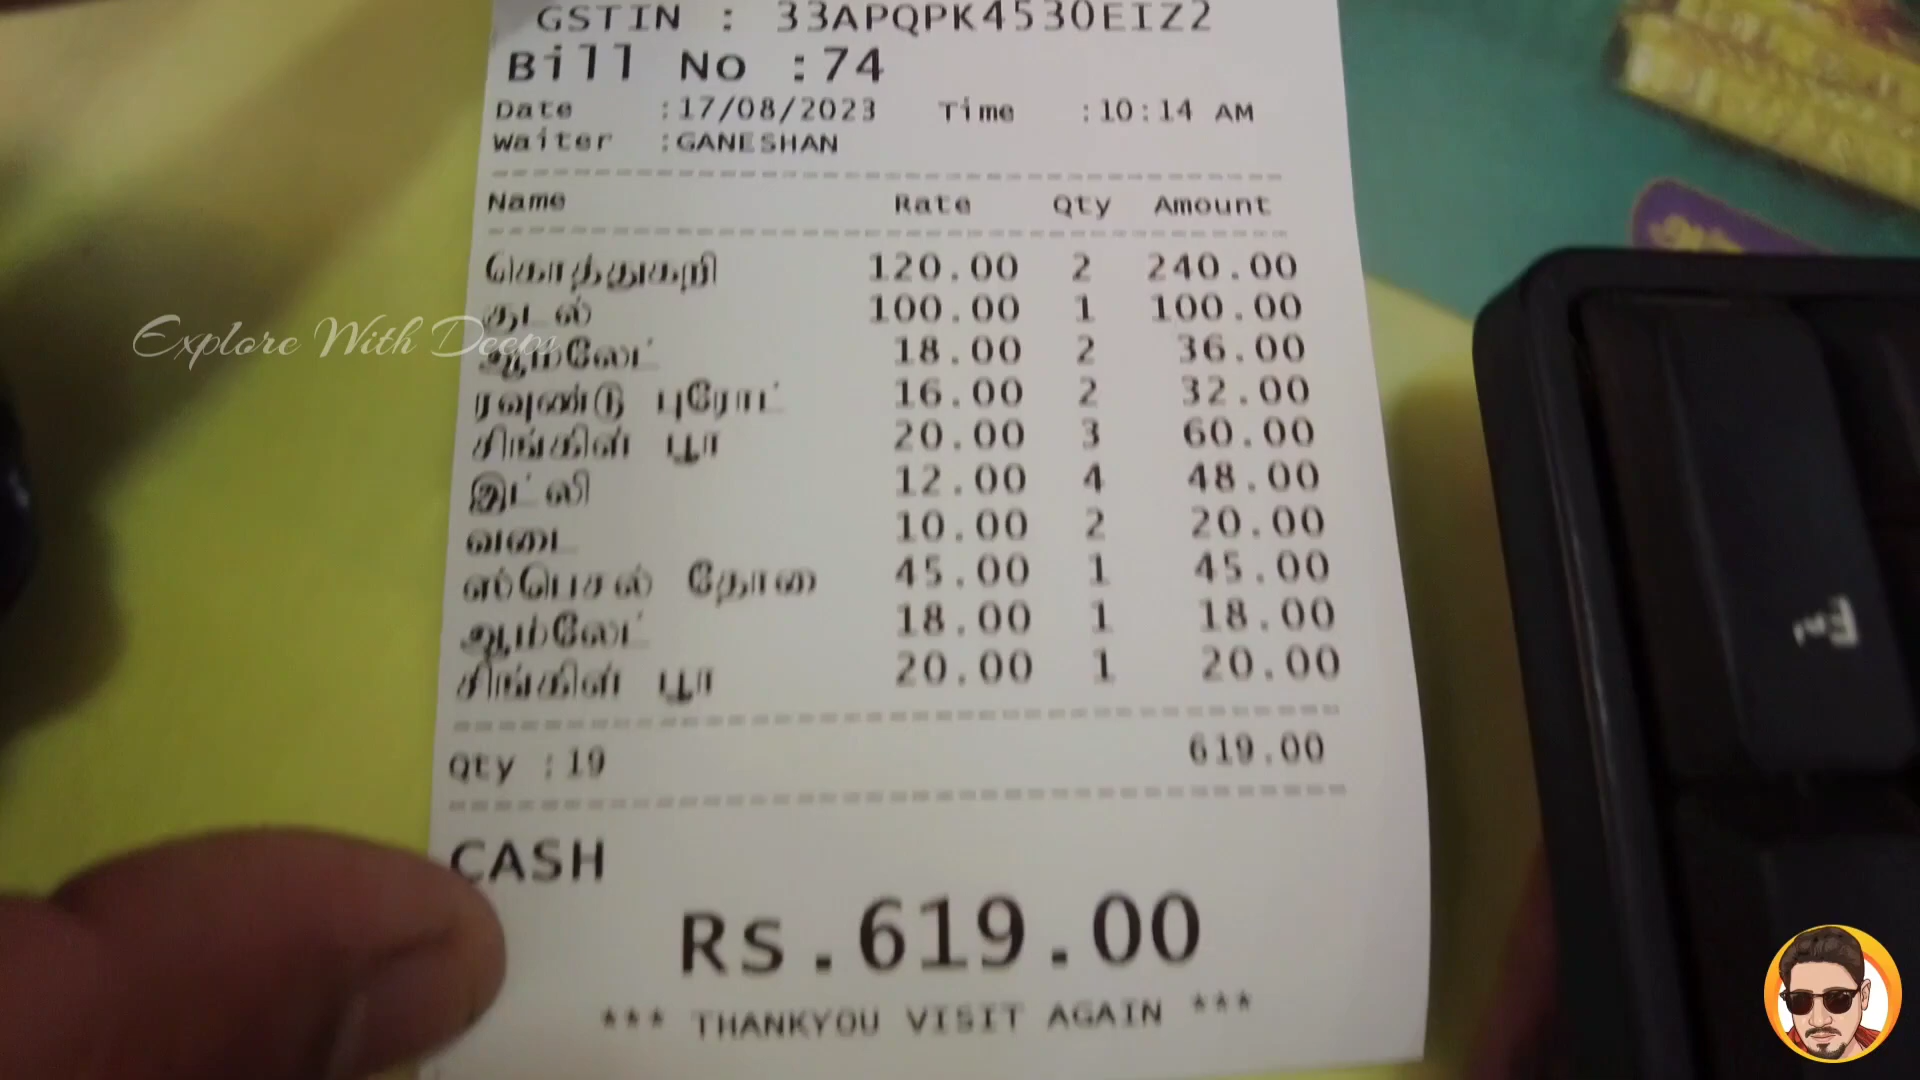 GSTIN : 33APQPK4530EIZ2
Bill No :74
Date :17/08/2023 Time :10:14 AM
Waiter :GANESHAN
Name Rate Qty Amount
கொத்துகறி 120.00 2 240.00
குடல் 100.00 1 100.00
Explore With Deeps
ஆம்லேட் 18.00 2 36.00
ரவுண்டு புரோட் 16.00 2 32.00
சிங்கிள் பூா 20.00 3 60.00
இட்லி 12.00 4 48.00
வடை 10.00 2 20.00
ஸ்பெசல் தோசை 45.00 1 45.00
ஆம்லேட் 18.00 1 18.00
சிங்கிள் பூா 20.00 1 20.00
Qty :19 619.00
CASH
Rs.619.00
*** THANKYOU VISIT AGAIN ***